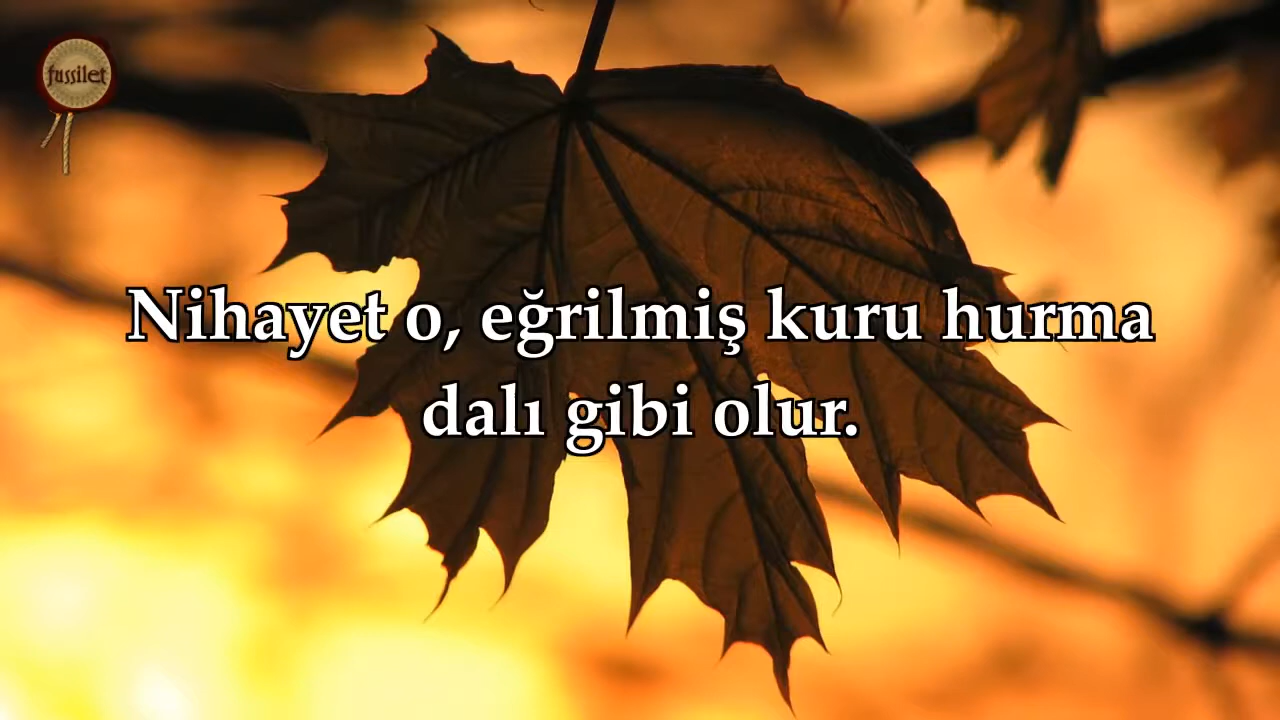 fussilet
Nihayet o, eğrilmiş kuru hurma
dalı gibi olur.